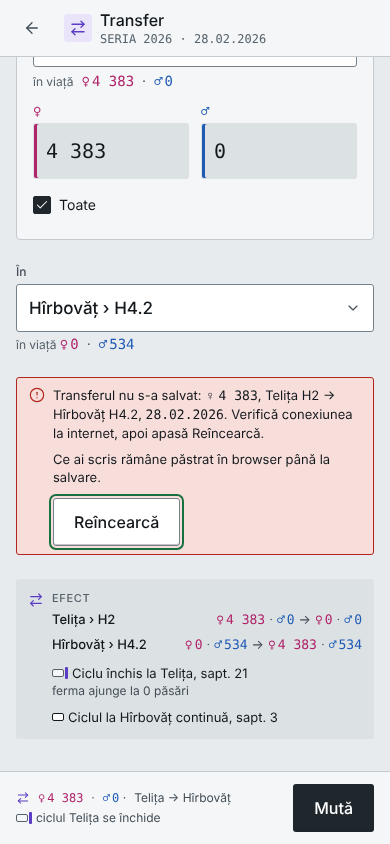 Transfer
SERIA 2026 · 28.02.2026
în viață ♀4 383 · ♂0
♀ ♂
4 383 0
Toate
În
Hîrbovăț › H4.2
în viață ♀0 · ♂534
Transferul nu s-a salvat: ♀ 4 383, Telița H2 →
Hîrbovăț H4.2, 28.02.2026. Verifică conexiunea
la internet, apoi apasă Reîncearcă.
Ce ai scris rămâne păstrat în browser până la
salvare.
Reîncearcă
EFECT
Telița › H2 ♀4 383 · ♂0 → ♀0 · ♂0
Hîrbovăț › H4.2 ♀0 · ♂534 → ♀4 383 · ♂534
Ciclu închis la Telița, sapt. 21
ferma ajunge la 0 păsări
Ciclul la Hîrbovăț continuă, sapt. 3
♀4 383 · ♂0 · Telița → Hîrbovăț
ciclul Telița se închide
Mută